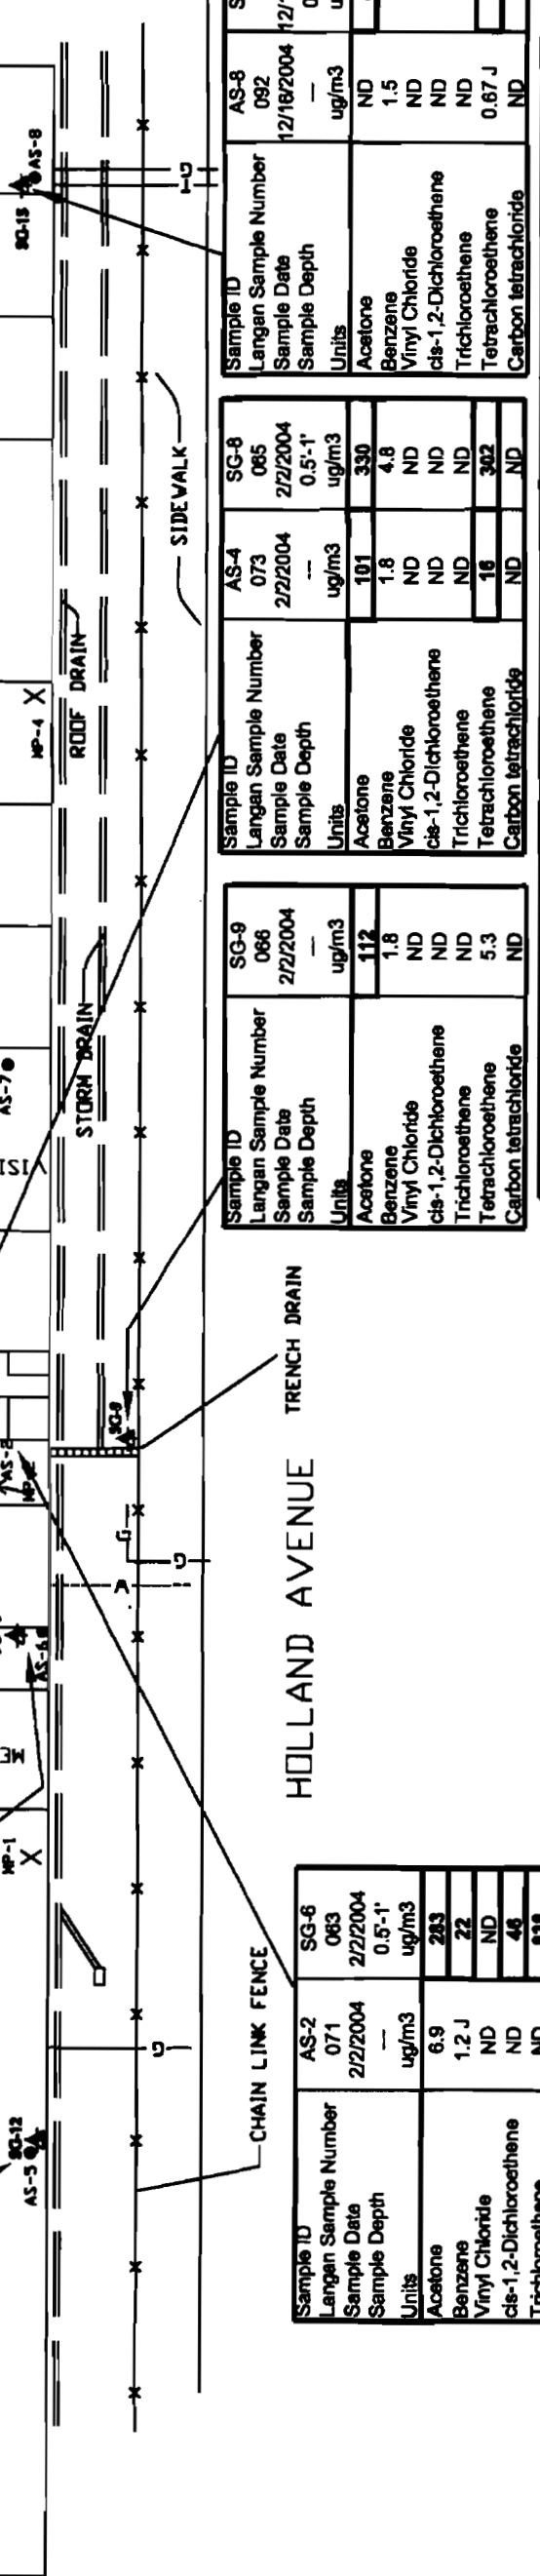 SG-12
AS-5
G
MP-1
X
AS-6
A
G
G
AS-2
SG-9
AS-7
MP-4
X
SG-15
AS-8
STORM DRAIN
ROOF DRAIN
SIDEWALK
CHAIN LINK FENCE
TRENCH DRAIN
HOLLAND AVENUE
Sample ID AS-2 SG-6
Langan Sample Number 071 063
Sample Date 2/2/2004 2/2/2004
Sample Depth --- 0.5'-1'
Units ug/m3 ug/m3
Acetone 6.9 283
Benzene 1.2 J 22
Vinyl Chloride ND ND
cis-1,2-Dichloroethene ND 46
Sample ID SG-9
Langan Sample Number 066
Sample Date 2/2/2004
Sample Depth ---
Units ug/m3
Acetone 112
Benzene 1.8
Vinyl Chloride ND
cis-1,2-Dichloroethene ND
Trichloroethene ND
Tetrachloroethene 5.3
Carbon tetrachloride ND
Sample ID AS-4 SG-8
Langan Sample Number 073 065
Sample Date 2/2/2004 2/2/2004
Sample Depth --- 0.5'-1'
Units ug/m3 ug/m3
Acetone 101 330
Benzene 1.8 4.8
Vinyl Chloride ND ND
cis-1,2-Dichloroethene ND ND
Trichloroethene ND ND
Tetrachloroethene 16 302
Carbon tetrachloride ND ND
Sample ID AS-8
Langan Sample Number 092
Sample Date 12/16/2004
Sample Depth ---
Units ug/m3
Acetone ND
Benzene 1.5
Vinyl Chloride ND
cis-1,2-Dichloroethene ND
Trichloroethene ND
Tetrachloroethene 0.67 J
Carbon tetrachloride ND